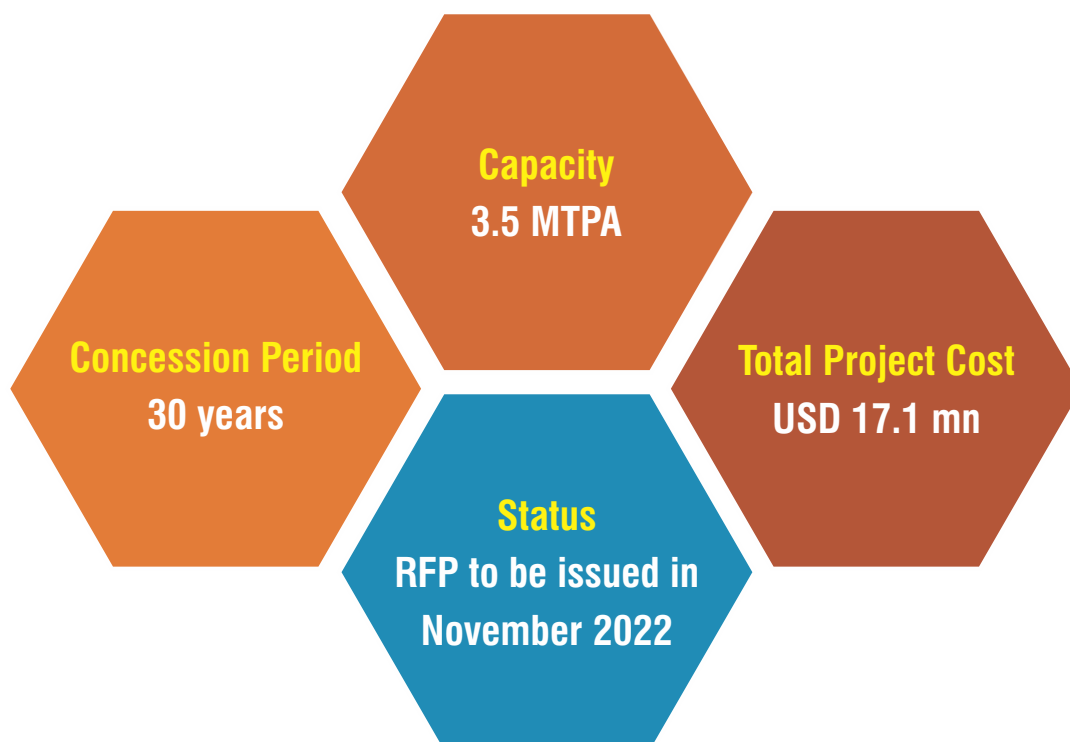 Capacity
3.5 MTPA
Concession Period
30 years
Total Project Cost
USD 17.1 mn
Status
RFP to be issued in
November 2022